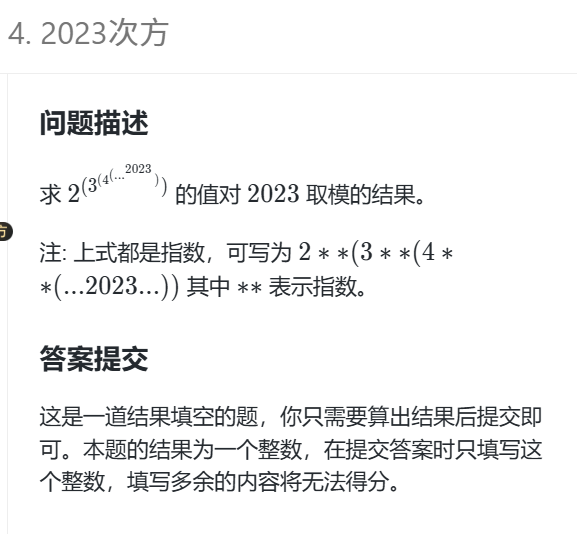 4. 2023次方
问题描述
求 2^(3^(4^(...^2023))) 的值对 2023 取模的结果。
方
注: 上式都是指数，可写为 2 ∗ ∗(3 ∗ ∗(4 ∗
∗(...2023...)) 其中 ∗∗ 表示指数。
答案提交
这是一道结果填空的题，你只需要算出结果后提交即
可。本题的结果为一个整数，在提交答案时只填写这
个整数，填写多余的内容将无法得分。